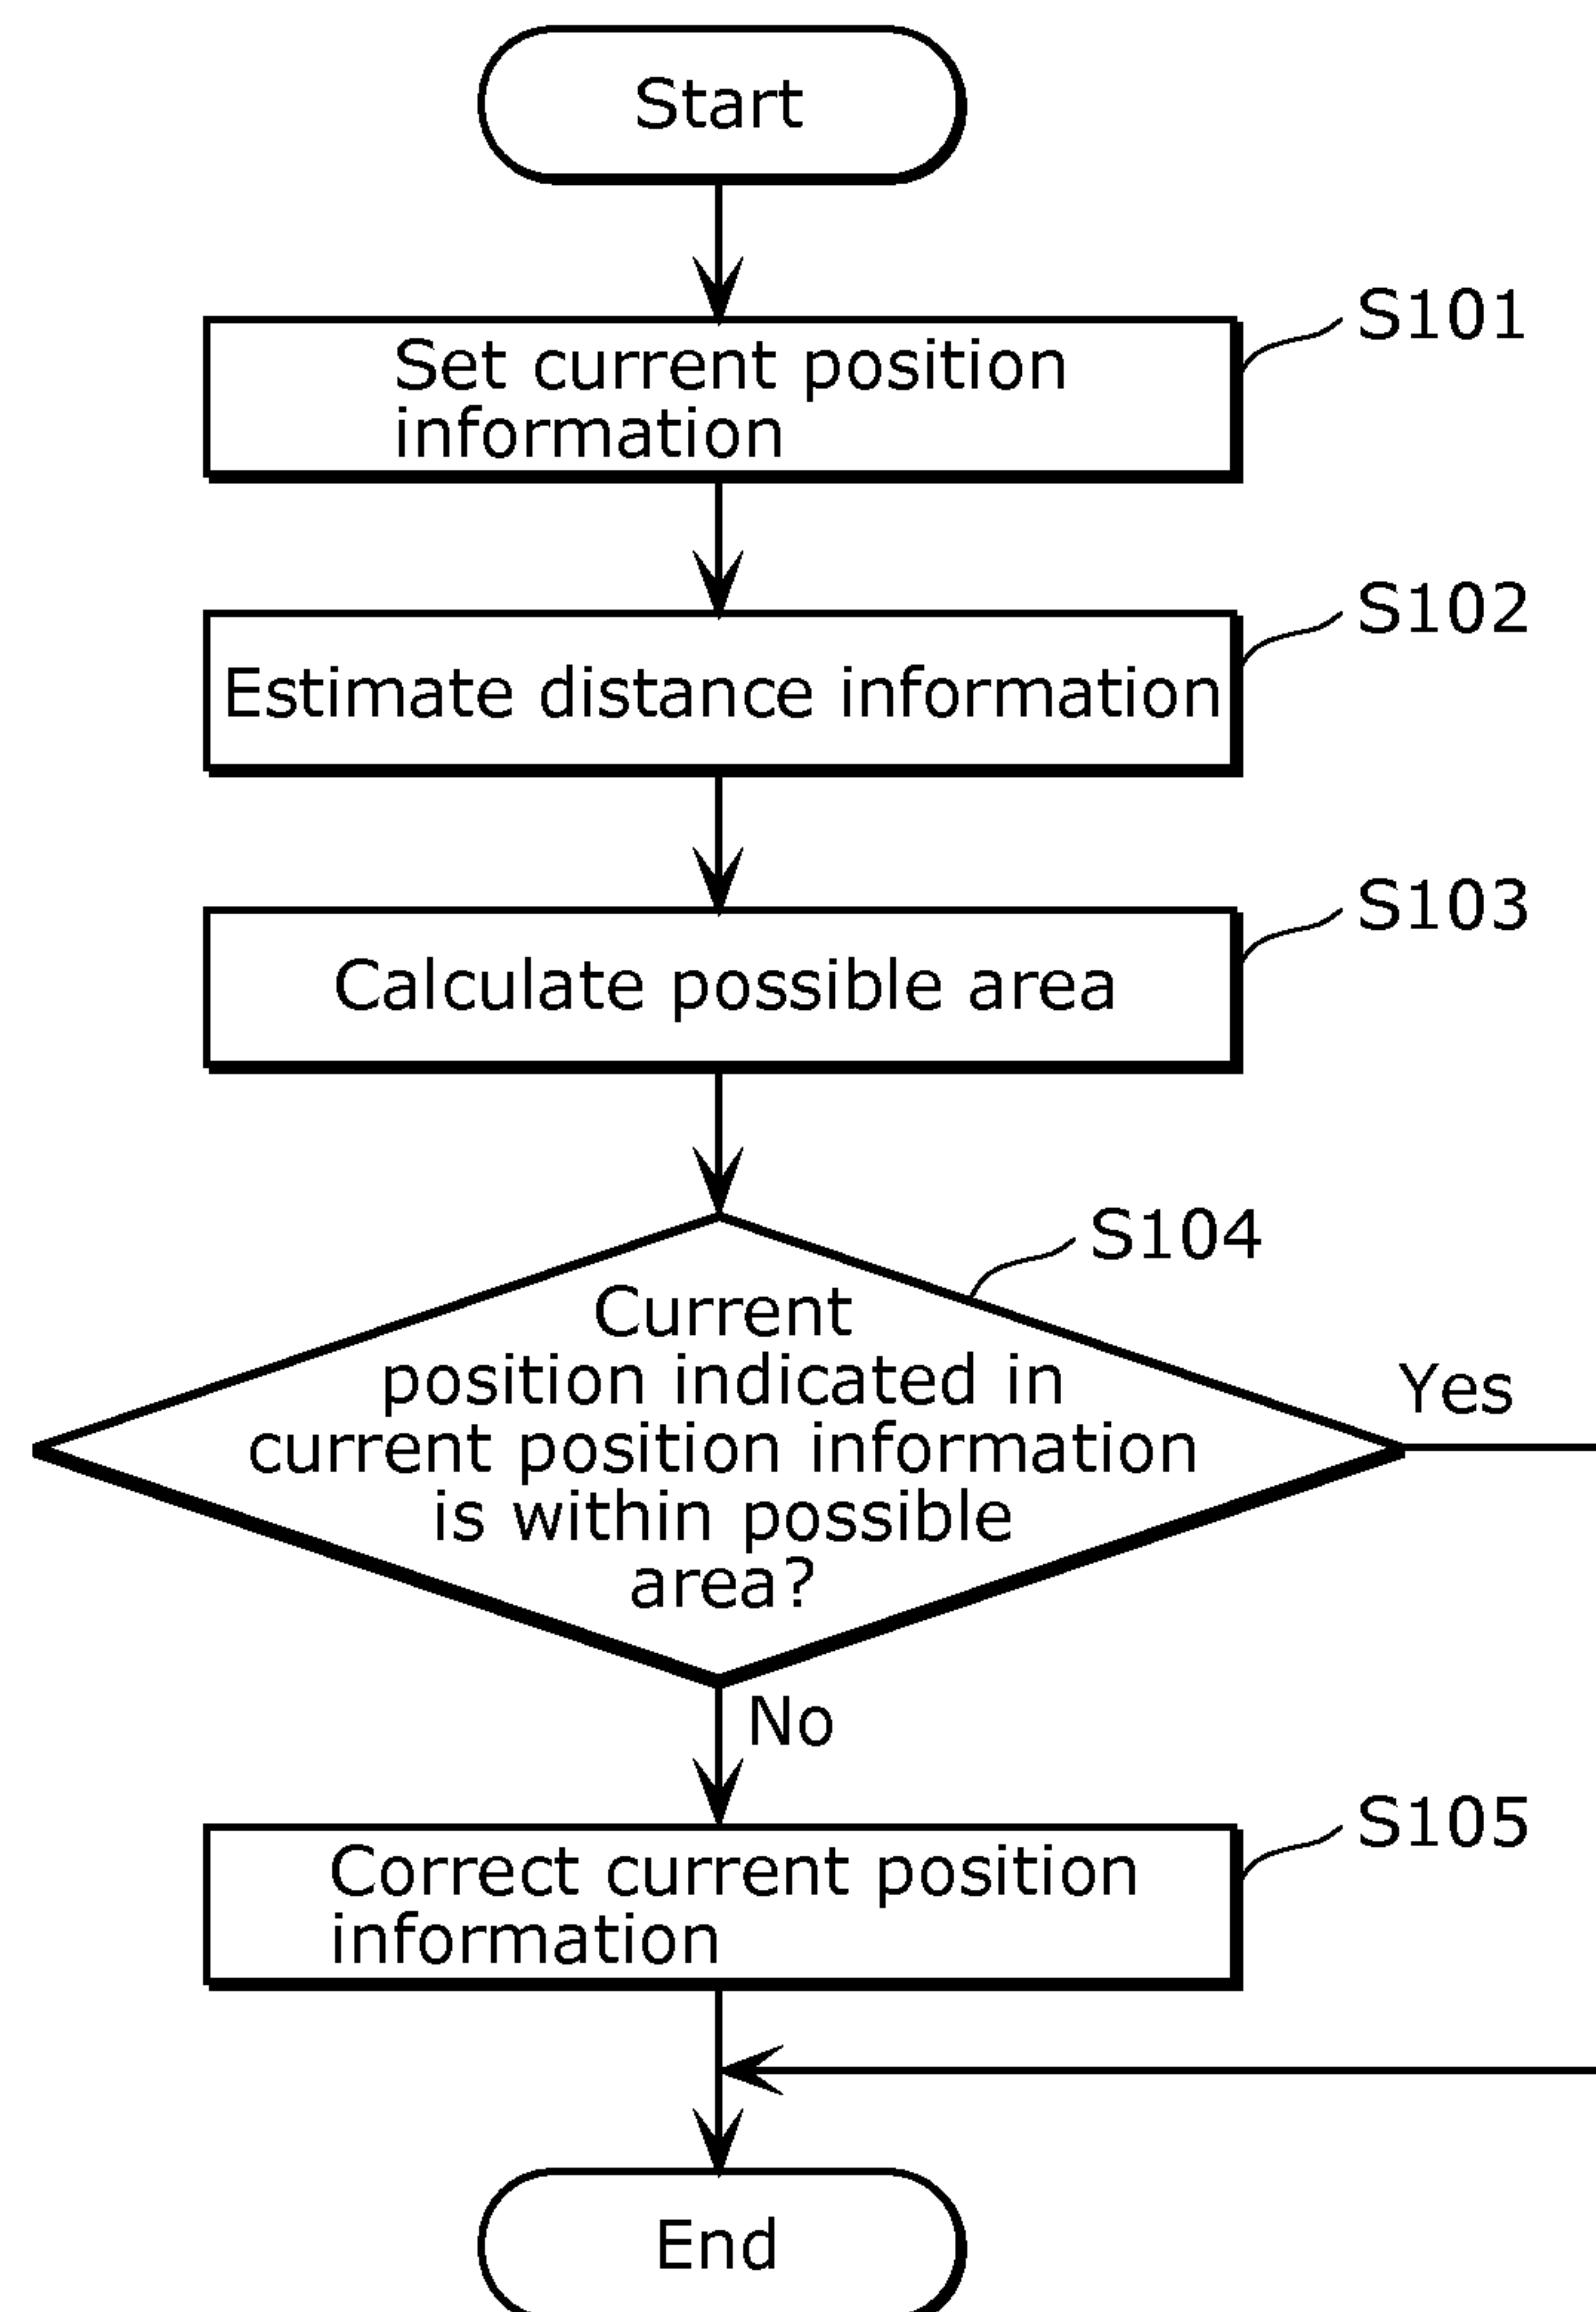 Start
S101
Set current position
information
S102
Estimate distance information
S103
Calculate possible area
S104
Current
position indicated in
current position information
is within possible
area?
Yes
No
S105
Correct current position
information
End